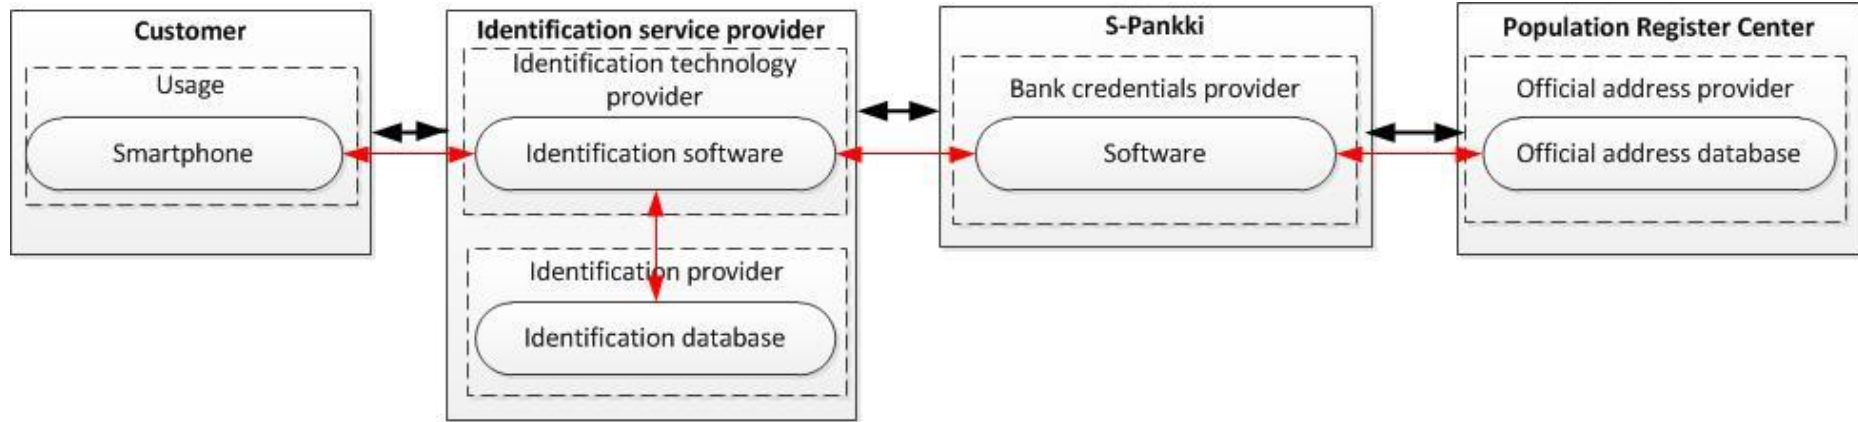 Customer
Usage
Smartphone
Identification service provider
Identification technology
provider
Identification software
Identification provider
Identification database
S-Pankki
Bank credentials provider
Software
Population Register Center
Official address provider
Official address database